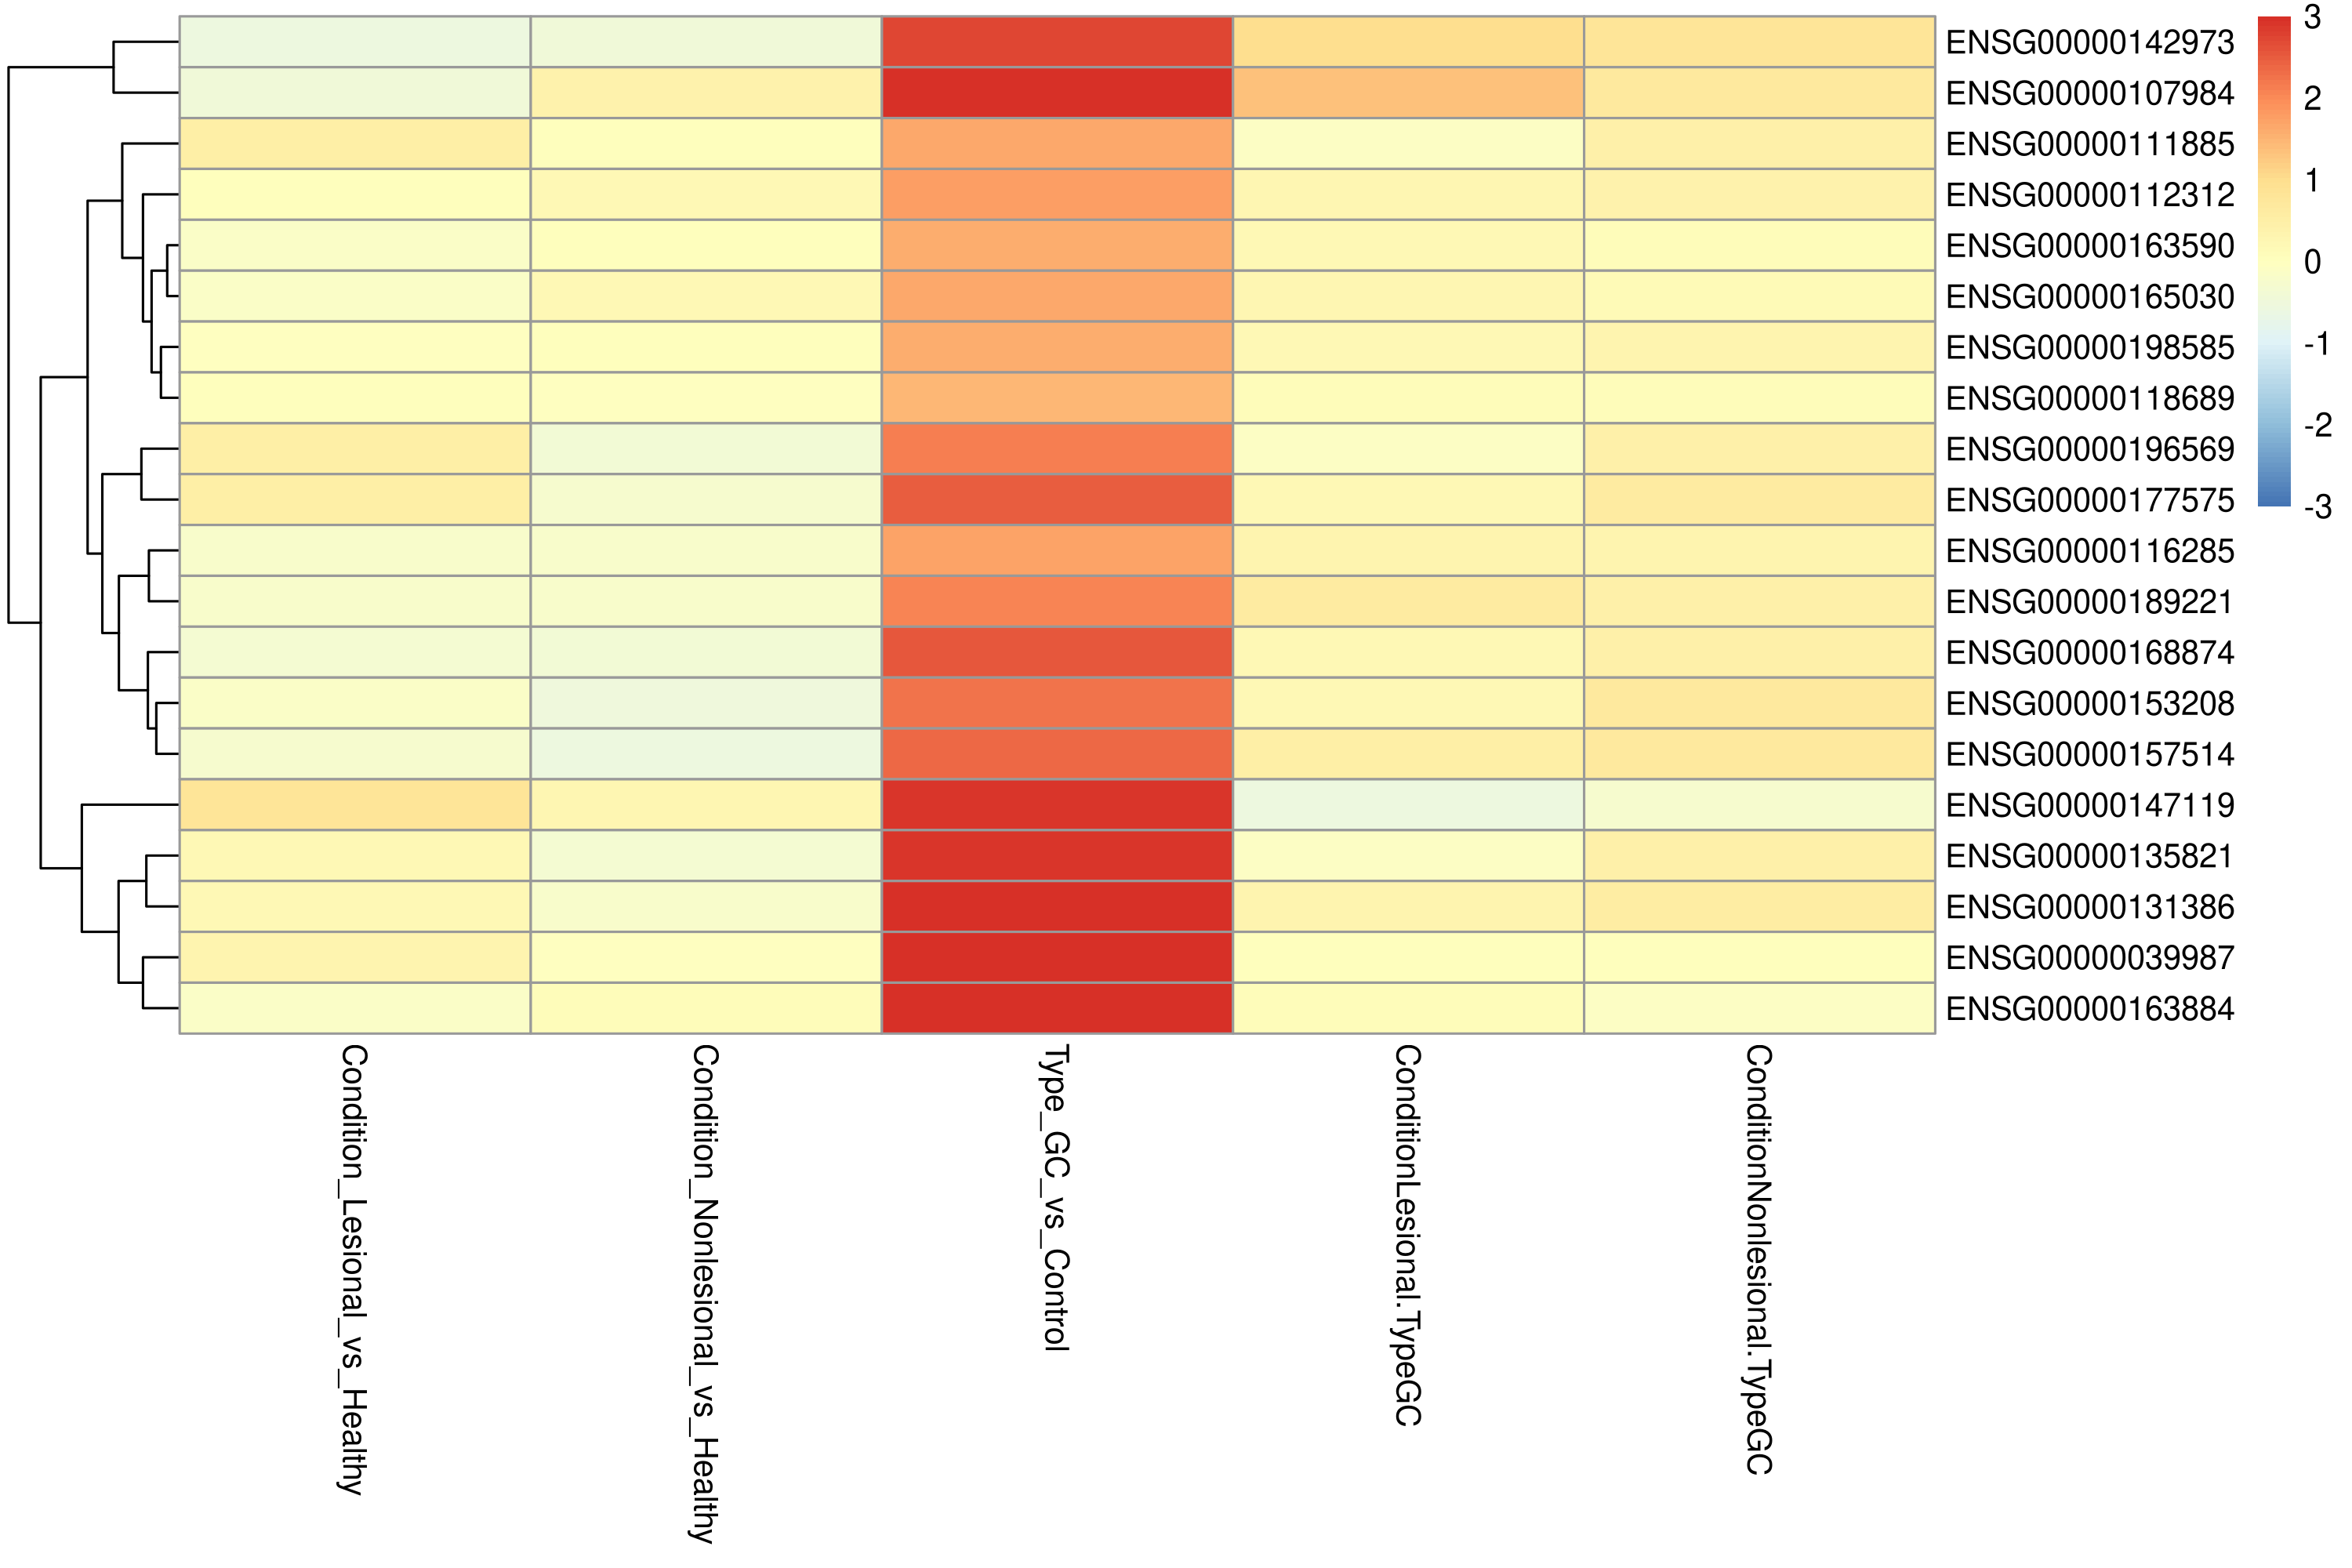 ENSG00000142973
ENSG00000107984
ENSG00000111885
ENSG00000112312
ENSG00000163590
ENSG00000165030
ENSG00000198585
ENSG00000118689
ENSG00000196569
ENSG00000177575
ENSG00000116285
ENSG00000189221
ENSG00000168874
ENSG00000153208
ENSG00000157514
ENSG00000147119
ENSG00000135821
ENSG00000131386
ENSG00000039987
ENSG00000163884
3
2
1
0
-1
-2
-3
Condition_Lesional_vs_Healthy
Condition_Nonlesional_vs_Healthy
Type_GC_vs_Control
ConditionLesional.TypeGC
ConditionNonlesional.TypeGC